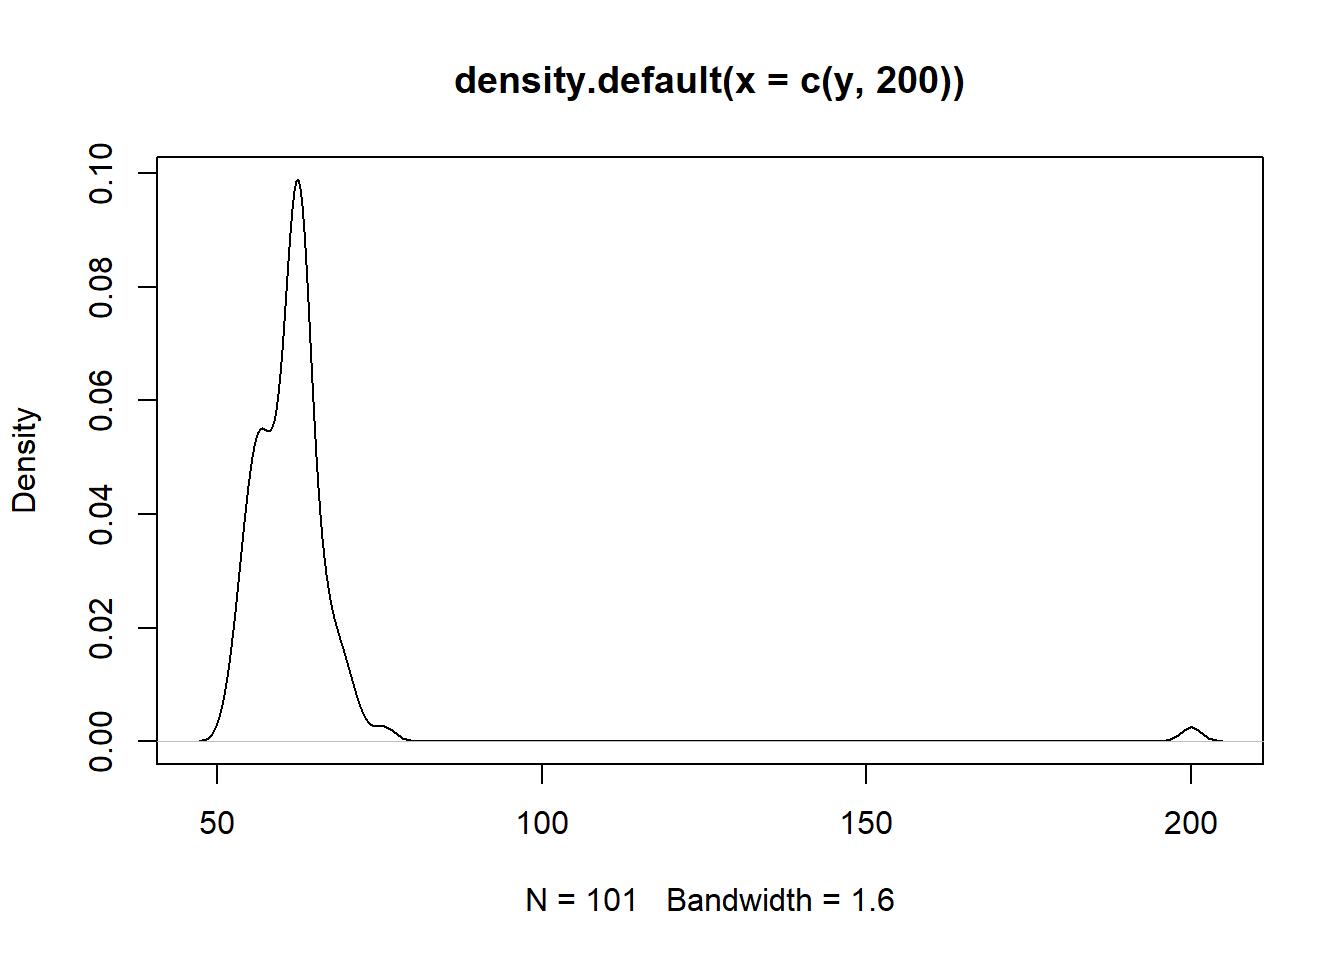 density.default(x = c(y, 200))
Density
0.10
0.08
0.06
0.04
0.02
0.00
50 100 150 200
N = 101 Bandwidth = 1.6